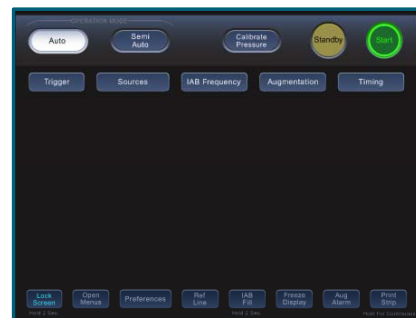 OPERATION MODE
Auto
Semi
Auto
Calibrate
Pressure
Standby
Start
Trigger
Sources
IAB Frequency
Augmentation
Timing
Lock
Screen
Open
Menus
Preferences
Ref
Line
IAB
Fill
Freeze
Display
Aug
Alarm
Print
Strip
Hold 2 Sec
Hold 2 Sec
Hold For Continuous